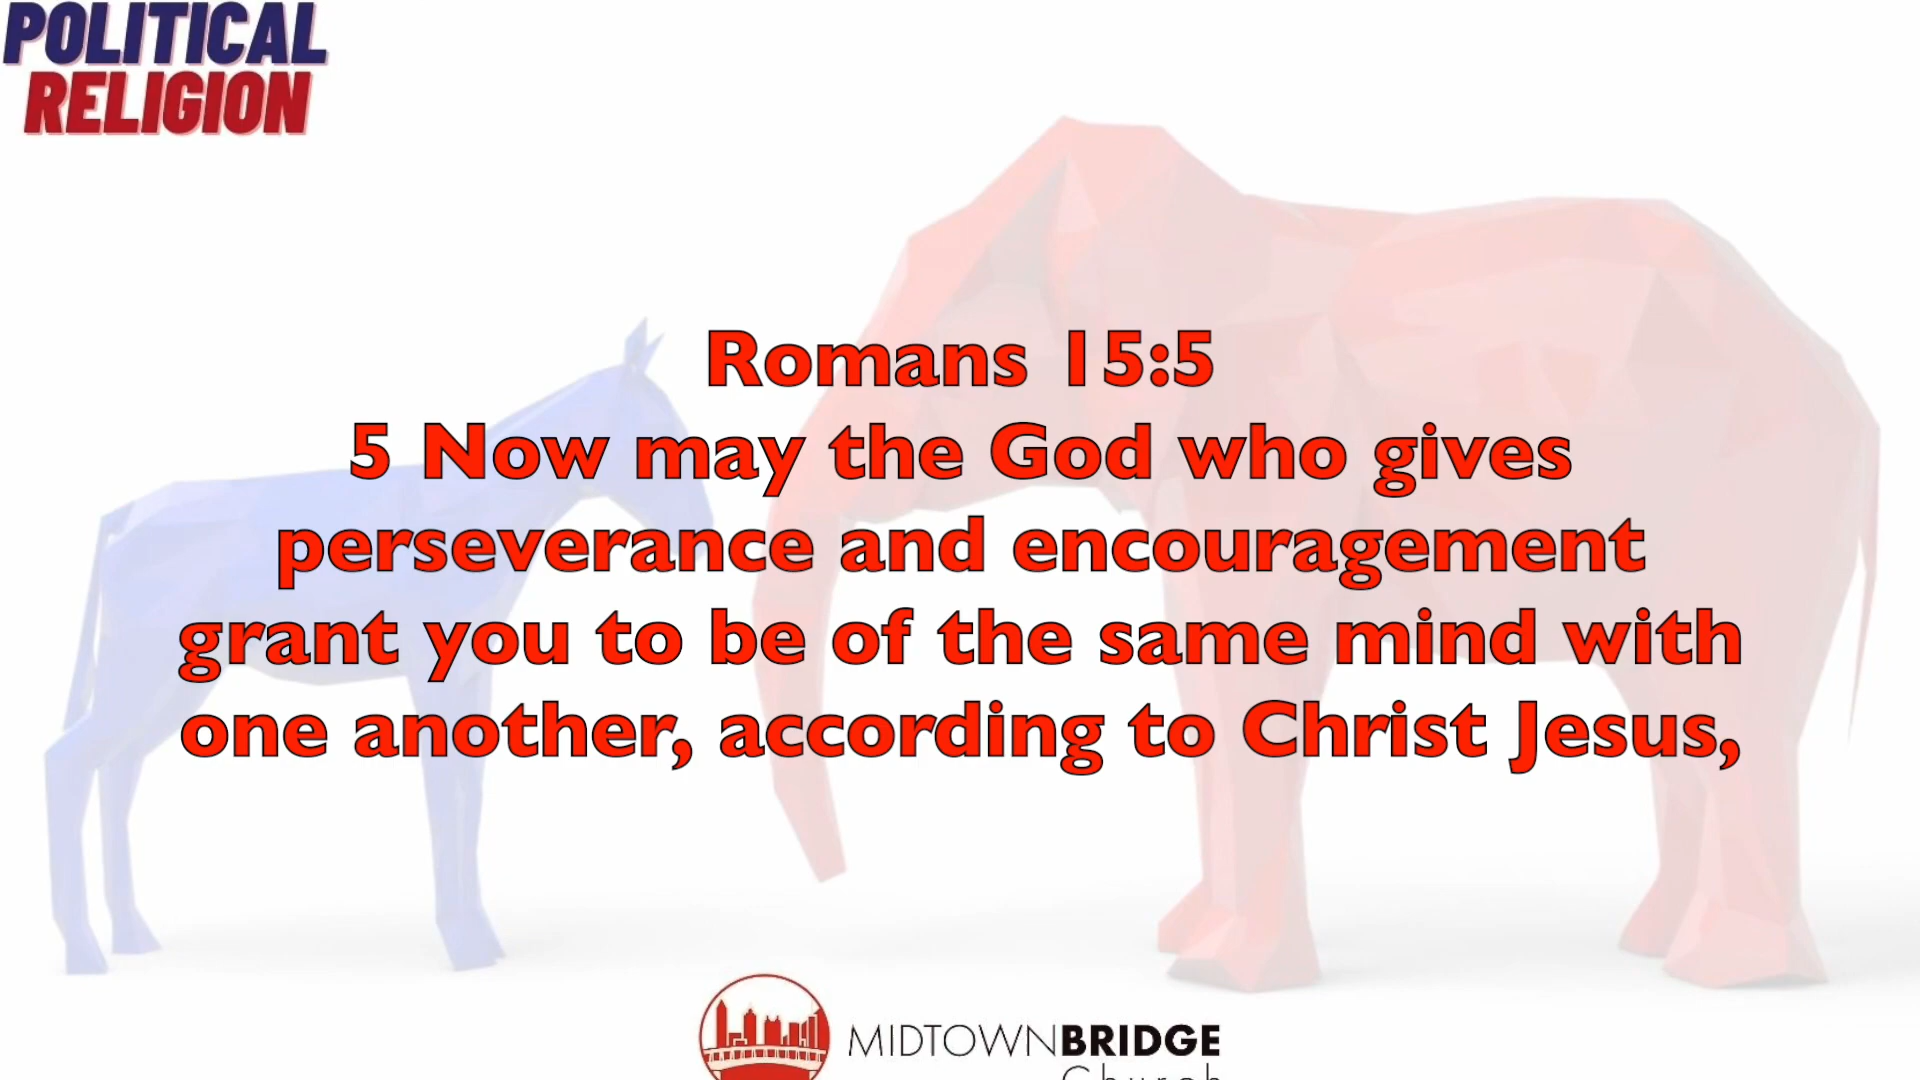 POLITICAL
RELIGION
Romans 15:5
5 Now may the God who gives
perseverance and encouragement
grant you to be of the same mind with
one another, according to Christ Jesus,
MIDTOWNBRIDGE
Church